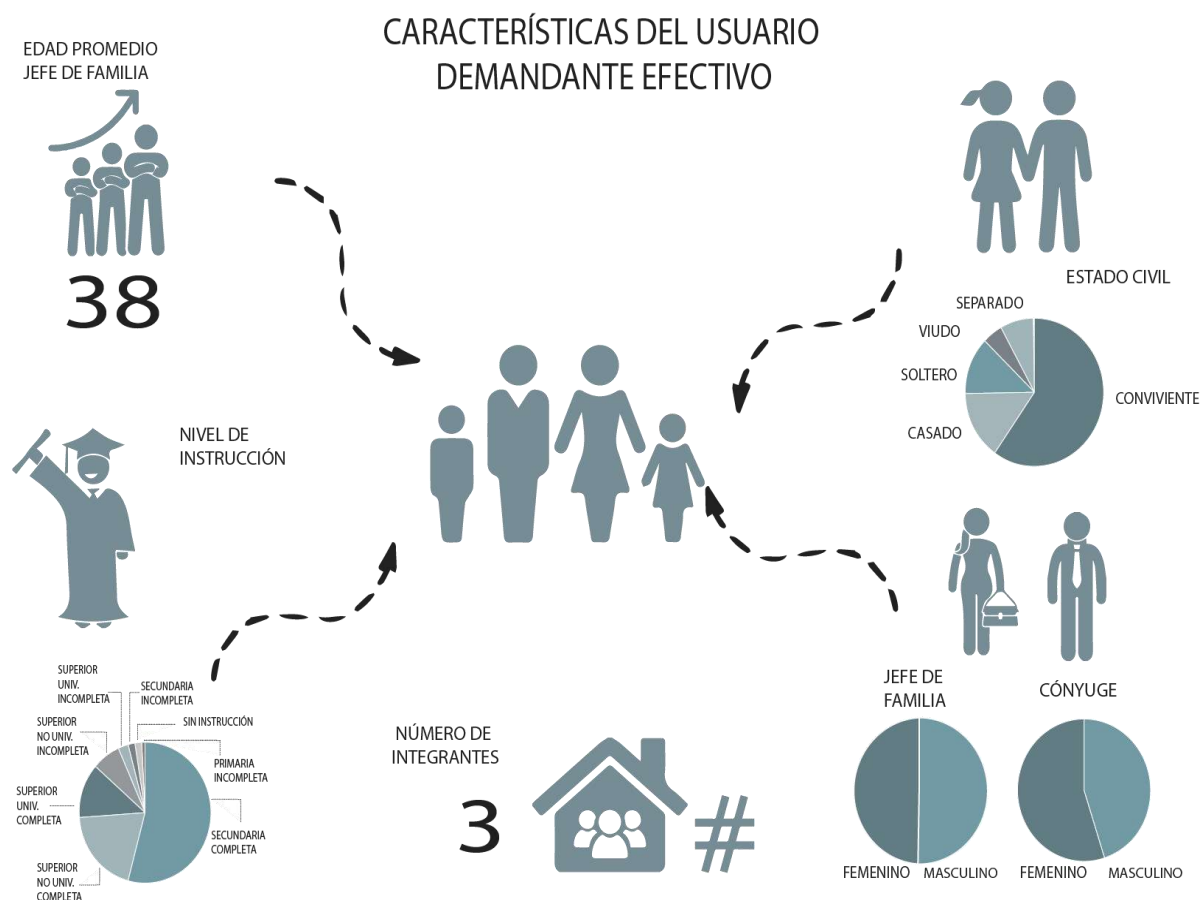 CARACTERÍSTICAS DEL USUARIO
DEMANDANTE EFECTIVO
EDAD PROMEDIO
JEFE DE FAMILIA
38
ESTADO CIVIL
SEPARADO
VIUDO
SOLTERO
CONVIVIENTE
CASADO
NIVEL DE
INSTRUCCIÓN
SUPERIOR
UNIV.
INCOMPLETA
SECUNDARIA
INCOMPLETA
SUPERIOR
NO UNIV.
INCOMPLETA
SIN INSTRUCCIÓN
PRIMARIA
INCOMPLETA
SUPERIOR
UNIV.
COMPLETA
SECUNDARIA
COMPLETA
SUPERIOR
NO UNIV.
COMPLETA
NÚMERO DE
INTEGRANTES
3
#
JEFE DE
FAMILIA
CÓNYUGE
FEMENINO
MASCULINO
FEMENINO
MASCULINO